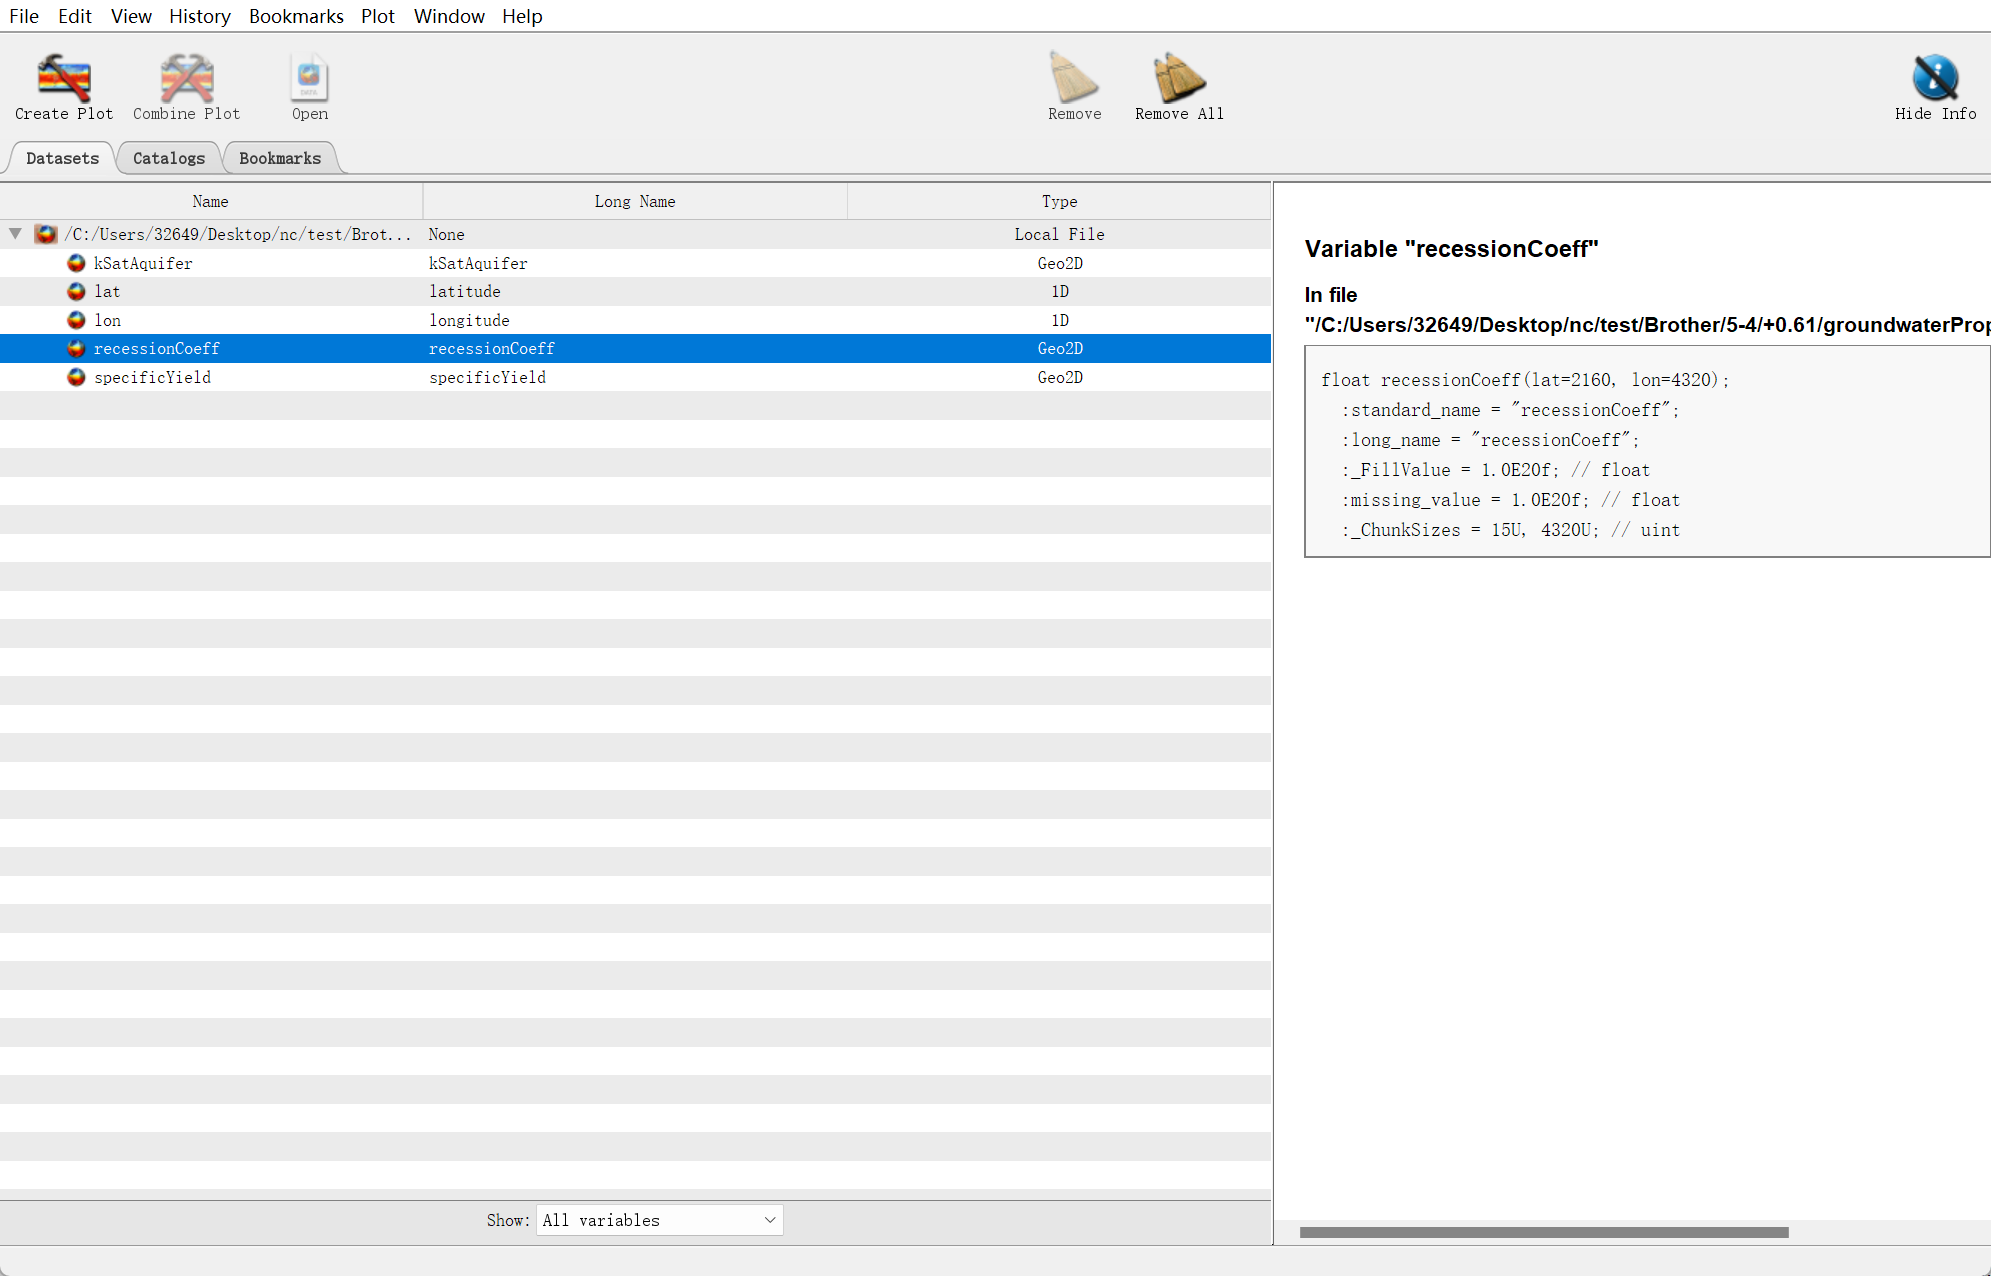 File Edit View History Bookmarks Plot Window Help
Create Plot Combine Plot Open Remove Remove All Hide Info
DATA
Datasets Catalogs Bookmarks
Name Long Name Type
/C:/Users/32649/Desktop/nc/test/Brot... None Local File
kSatAquifer kSatAquifer Geo2D
lat latitude 1D
lon longitude 1D
recessionCoeff recessionCoeff Geo2D
specificYield specificYield Geo2D
Show: All variables
Variable "recessionCoeff"
In file
"/C:/Users/32649/Desktop/nc/test/Brother/5-4/+0.61/groundwaterProp
float recessionCoeff(lat=2160, lon=4320);
:standard_name = "recessionCoeff";
:long_name = "recessionCoeff";
:_FillValue = 1.0E20f; // float
:missing_value = 1.0E20f; // float
:_ChunkSizes = 15U, 4320U; // uint